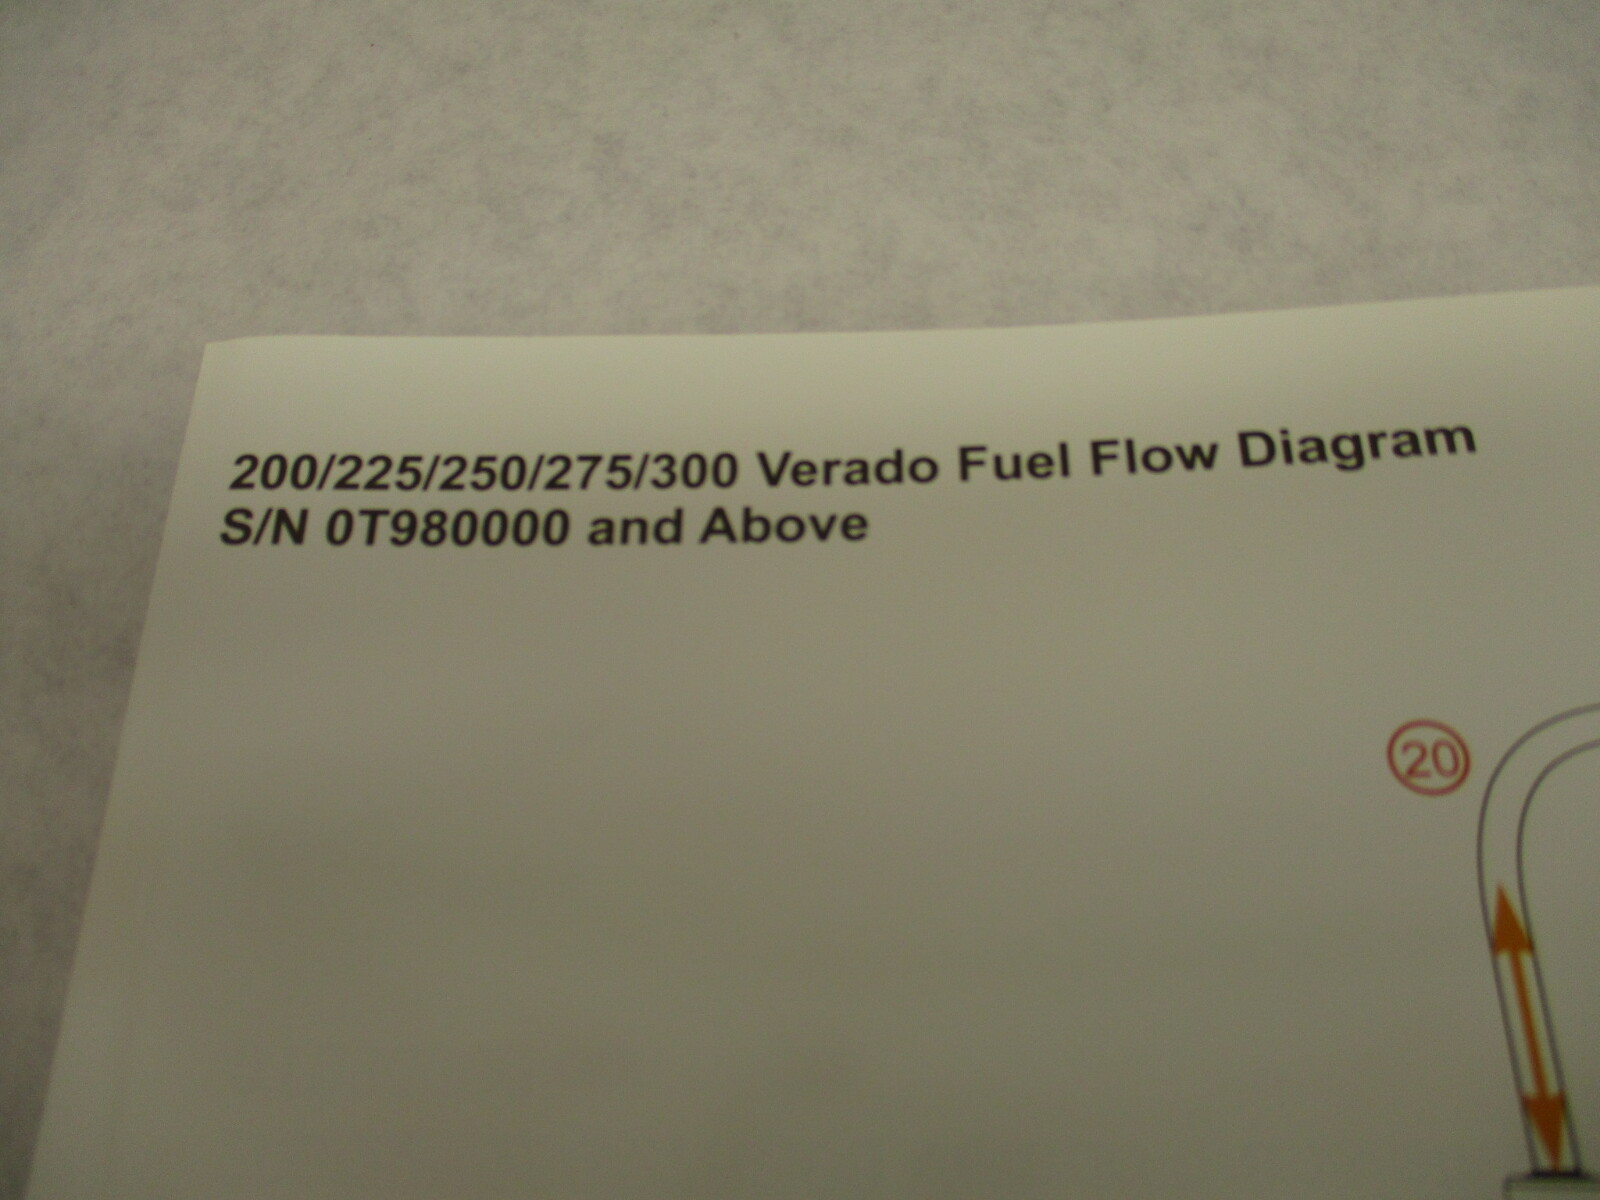 200/225/250/275/300 Verado Fuel Flow Diagram
S/N 0T980000 and Above
20